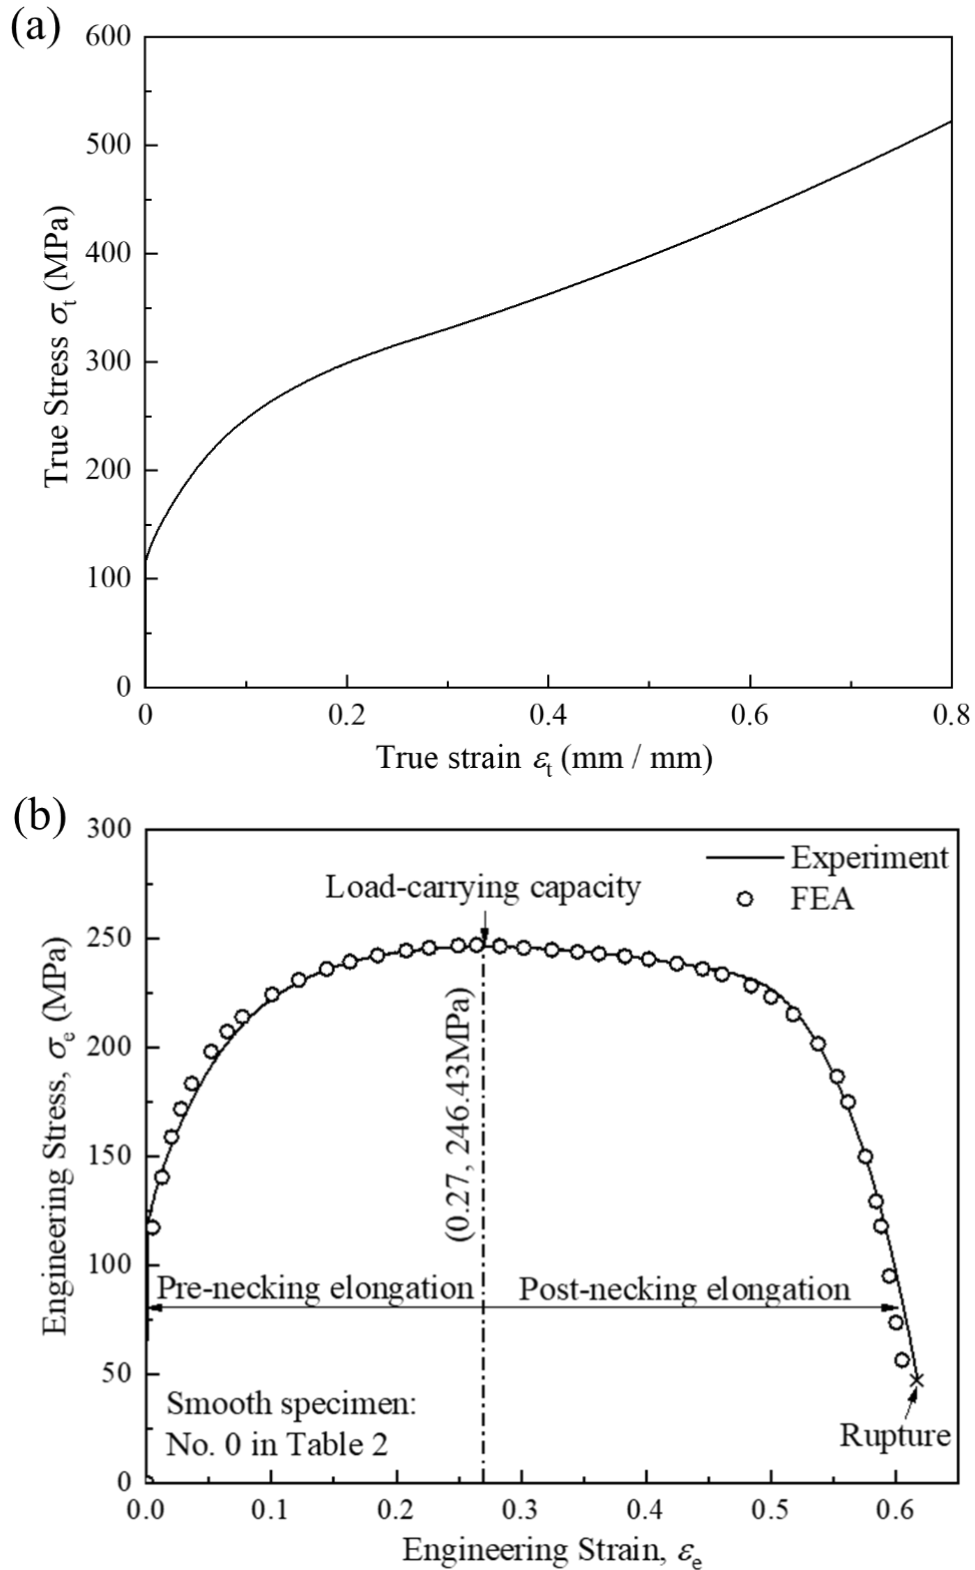 (a)
600
500
400
300
200
100
0
True Stress σt (MPa)
0 0.2 0.4 0.6 0.8
True strain εt (mm / mm)
(b)
300
250
200
150
100
50
0
Engineering Stress, σe (MPa)
Experiment
FEA
Load-carrying capacity
(0.27, 246.43MPa)
Pre-necking elongation
Post-necking elongation
Smooth specimen:
No. 0 in Table 2
Rupture
0.0 0.1 0.2 0.3 0.4 0.5 0.6
Engineering Strain, εe